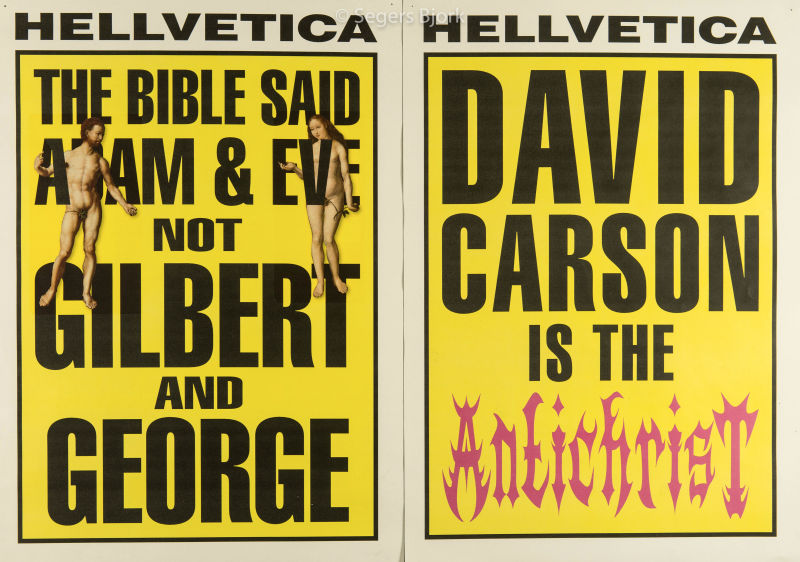 © Segers Bjork
HELLVETICA
THE BIBLE SAID
ADAM & EVE
NOT
GILBERT
AND
GEORGE
HELLVETICA
DAVID
CARSON
IS THE
Antichrist